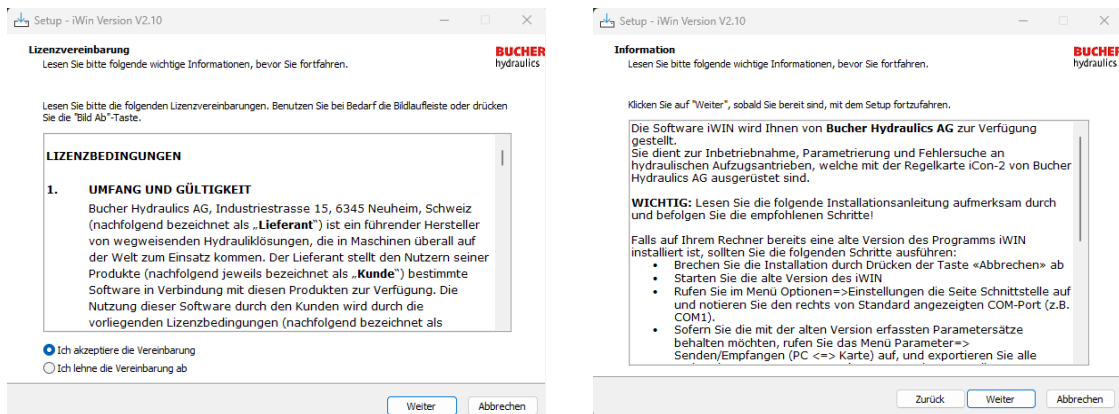 Setup - iWin Version V2.10
Lizenzvereinbarung
Lesen Sie bitte folgende wichtige Informationen, bevor Sie fortfahren.
BUCHER
hydraulics
Lesen Sie bitte die folgenden Lizenzvereinbarungen. Benutzen Sie bei Bedarf die Bildlaufleiste oder drücken
Sie die "Bild Ab"-Taste.
LIZENZBEDINGUNGEN
1. UMFANG UND GÜLTIGKEIT
Bucher Hydraulics AG, Industriestrasse 15, 6345 Neuheim, Schweiz
(nachfolgend bezeichnet als „Lieferant“) ist ein führender Hersteller
von wegweisenden Hydrauliklösungen, die in Maschinen überall auf
der Welt zum Einsatz kommen. Der Lieferant stellt den Nutzern seiner
Produkte (nachfolgend jeweils bezeichnet als „Kunde“) bestimmte
Software in Verbindung mit diesen Produkten zur Verfügung. Die
Nutzung dieser Software durch den Kunden wird durch die
vorliegenden Lizenzbedingungen (nachfolgend bezeichnet als
Ich akzeptiere die Vereinbarung
Ich lehne die Vereinbarung ab
Weiter Abbrechen
Setup - iWin Version V2.10
Information
Lesen Sie bitte folgende wichtige Informationen, bevor Sie fortfahren.
BUCHER
hydraulics
Klicken Sie auf "Weiter", sobald Sie bereit sind, mit dem Setup fortzufahren.
Die Software iWIN wird Ihnen von Bucher Hydraulics AG zur Verfügung
gestellt.
Sie dient zur Inbetriebnahme, Parametrierung und Fehlersuche an
hydraulischen Aufzugsantrieben, welche mit der Regelkarte iCon-2 von Bucher
Hydraulics AG ausgerüstet sind.
WICHTIG: Lesen Sie die folgende Installationsanleitung aufmerksam durch
und befolgen Sie die empfohlenen Schritte!
Falls auf Ihrem Rechner bereits eine alte Version des Programms iWIN
installiert ist, sollten Sie die folgenden Schritte ausführen:
• Brechen Sie die Installation durch Drücken der Taste «Abbrechen» ab
• Starten Sie die alte Version des iWIN
• Rufen Sie im Menü Optionen=>Einstellungen die Seite Schnittstelle auf
und notieren Sie den rechts von Standard angezeigten COM-Port (z.B.
COM1).
• Sofern Sie die mit der alten Version erfassten Parametersätze
behalten möchten, rufen Sie das Menü Parameter=>
Senden/Empfangen (PC <=> Karte) auf, und exportieren Sie alle
Zurück Weiter Abbrechen